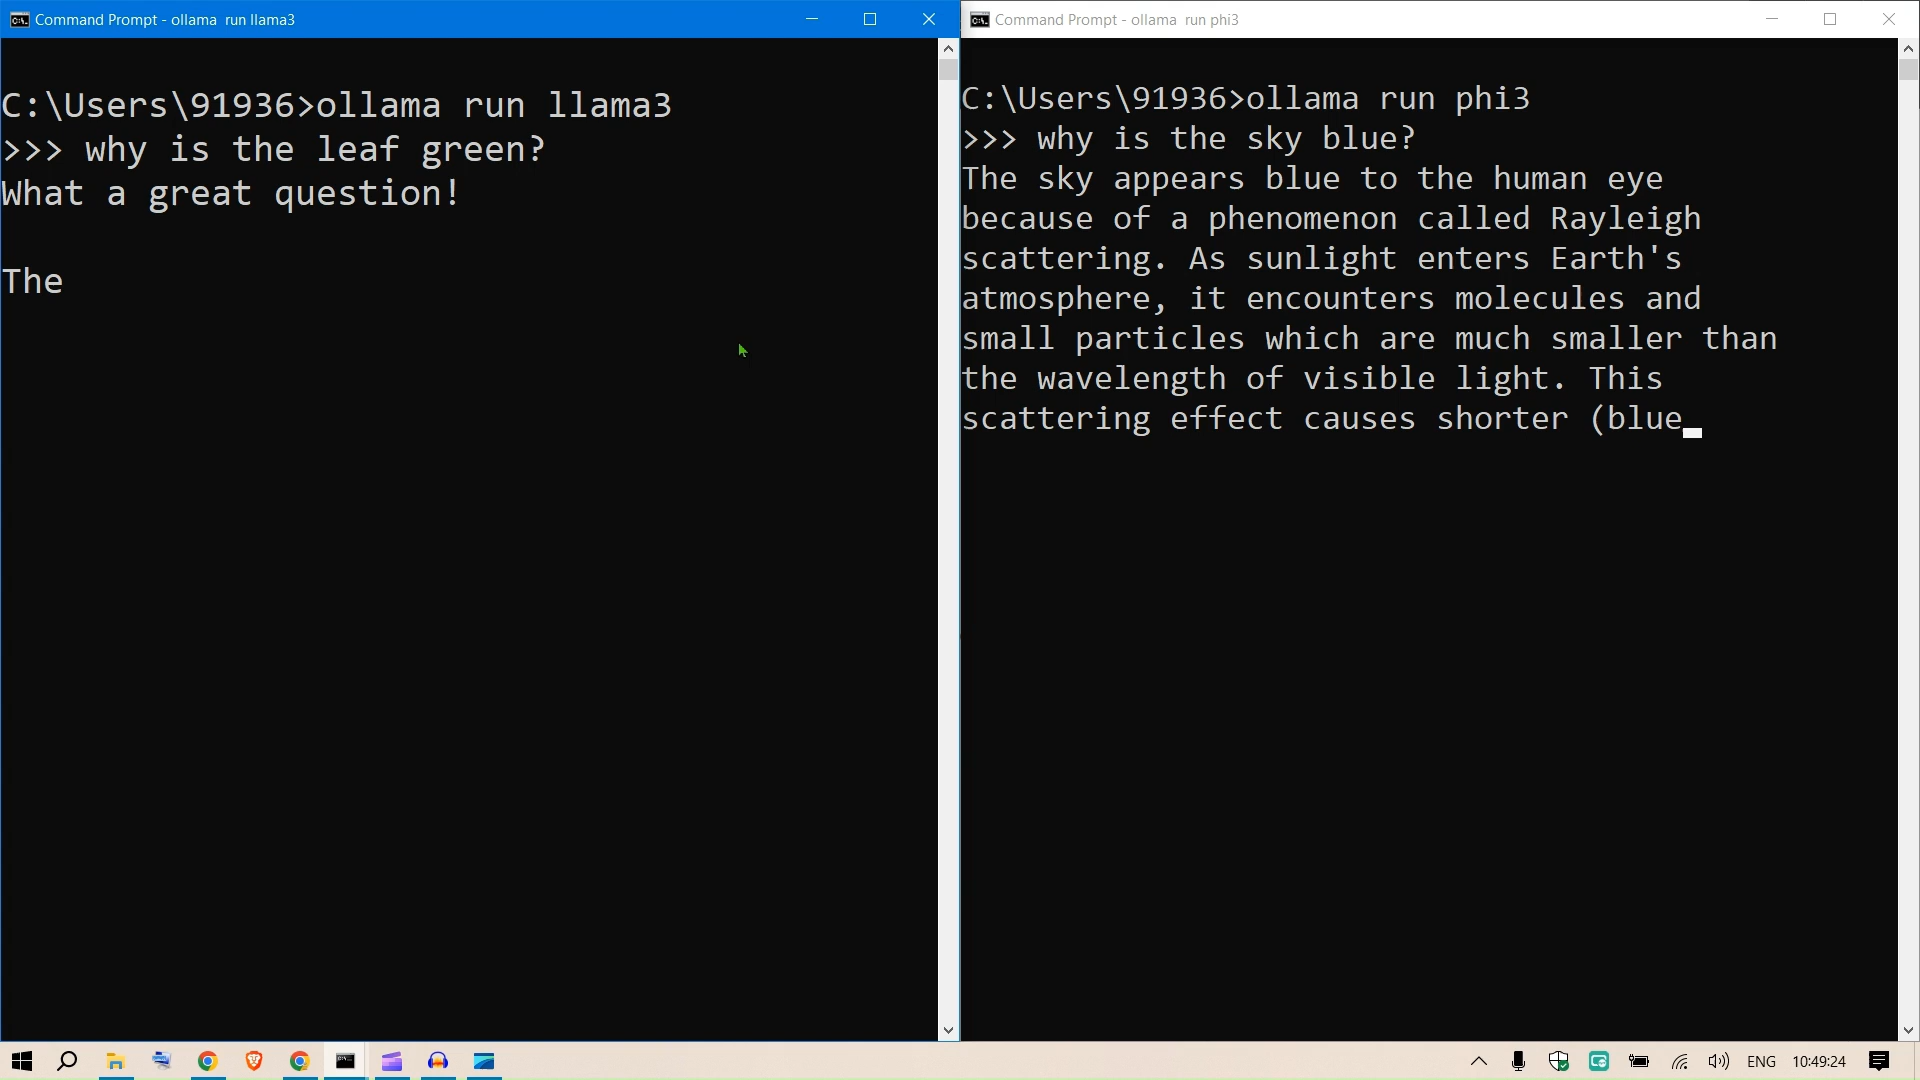 Command Prompt - ollama  run llama3
C:\Users\91936>ollama run llama3
>>> why is the leaf green?
What a great question!
The
Command Prompt - ollama  run phi3
C:\Users\91936>ollama run phi3
>>> why is the sky blue?
The sky appears blue to the human eye
because of a phenomenon called Rayleigh
scattering. As sunlight enters Earth's
atmosphere, it encounters molecules and
small particles which are much smaller than
the wavelength of visible light. This
scattering effect causes shorter (blue
ENG 10:49:24